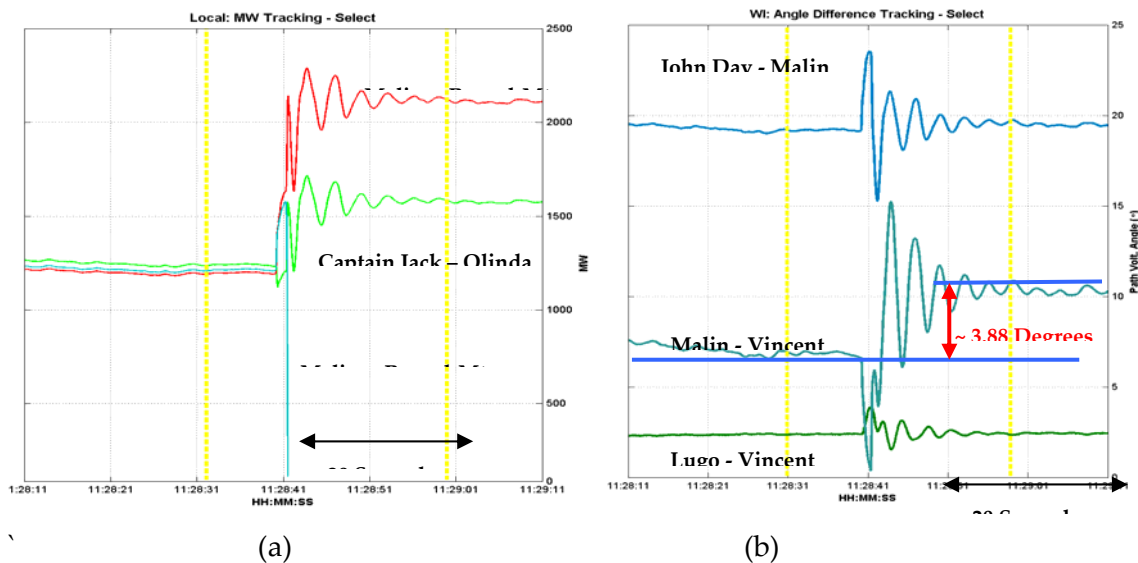 Local: MW Tracking - Select
2500
2000
1500
1000
500
0
MW
Captain Jack – Olinda
1:28:11 11:28:21 11:28:31 11:28:41 11:28:51 11:29:01 11:29:11
HH:MM:SS
WI: Angle Difference Tracking - Select
25
20
15
10
5
0
Path Volt. Angle (°)
John Day - Malin
Malin - Vincent
~ 3.88 Degrees
Lugo - Vincent
11:28:11 11:28:21 11:28:31 11:28:41 11:29:01
HH:MM:SS
`
(a) (b)